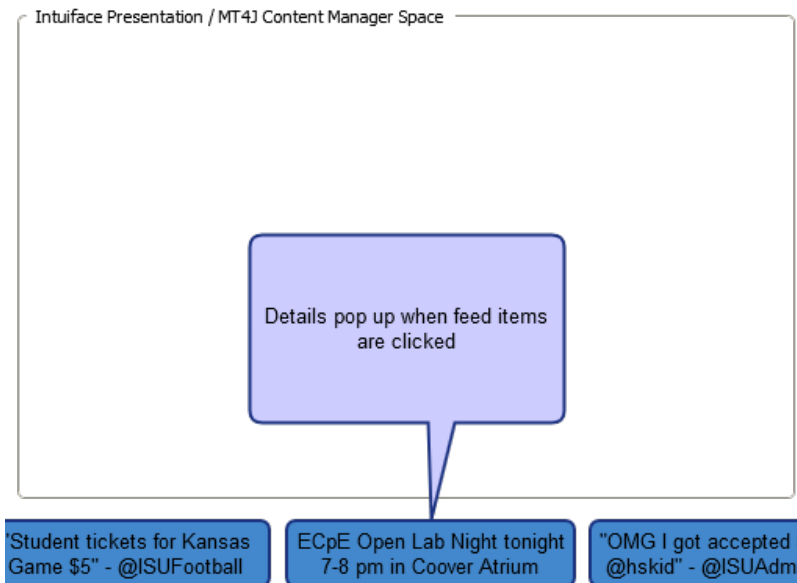 Intuiface Presentation / MT4J Content Manager Space
Details pop up when feed items
are clicked
"Student tickets for Kansas
Game $5" - @ISUFootball
ECpE Open Lab Night tonight
7-8 pm in Coover Atrium
"OMG I got accepted
@hskid" - @ISUAdm